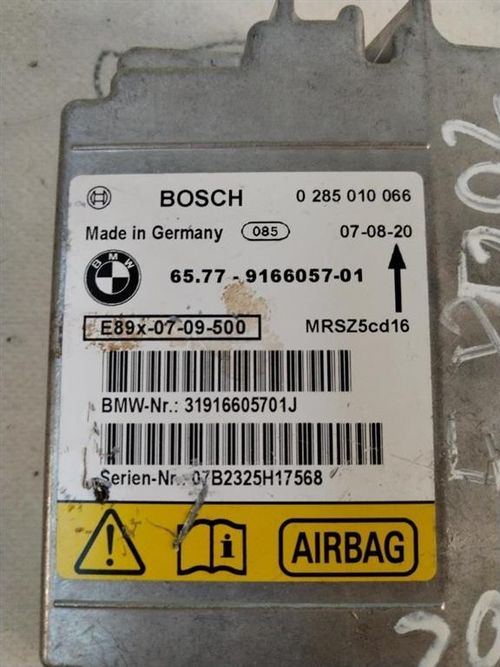 BOSCH 0 285 010 066
Made in Germany 085 07-08-20
BMW
65.77 - 9166057-01
E89x-07-09-500 MRSZ5cd16
BMW-Nr.: 31916605701J
Serien-Nr.: 07B2325H17568
i AIRBAG